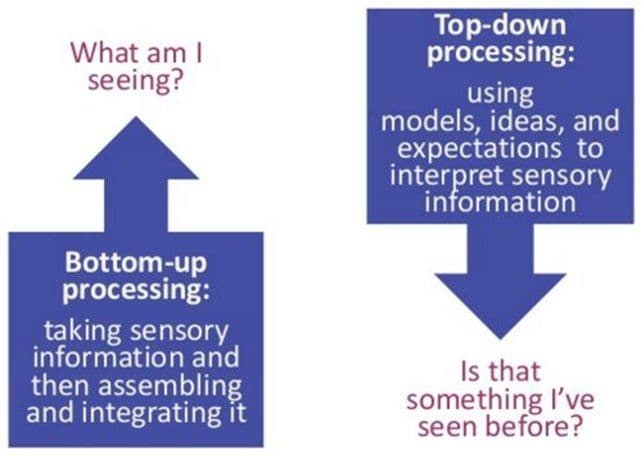 What am I
seeing?
Bottom-up
processing:
taking sensory
information and
then assembling
and integrating it
Top-down
processing:
using
models, ideas, and
expectations to
interpret sensory
information
Is that
something I've
seen before?